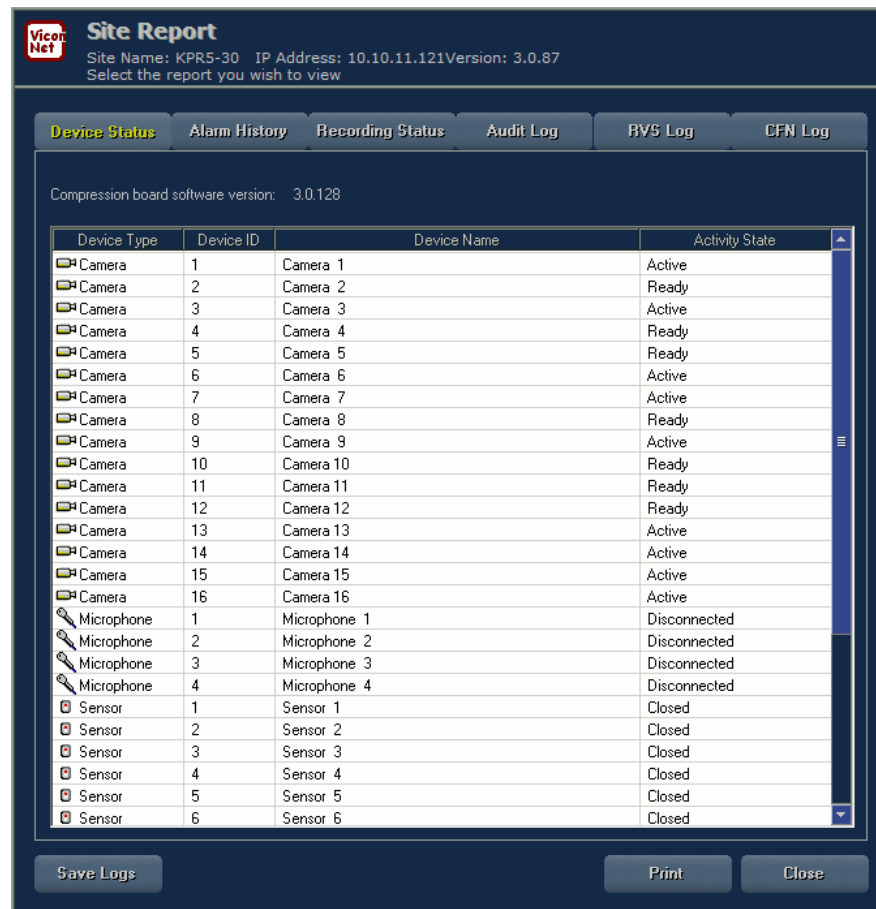 Vicon
Net
Site Report
Site Name: KPR5-30 IP Address: 10.10.11.121Version: 3.0.87
Select the report you wish to view
Device Status Alarm History Recording Status Audit Log RVS Log CFN Log
Compression board software version: 3.0.128
Device Type Device ID Device Name Activity State
Camera 1 Camera 1 Active
Camera 2 Camera 2 Ready
Camera 3 Camera 3 Active
Camera 4 Camera 4 Ready
Camera 5 Camera 5 Ready
Camera 6 Camera 6 Active
Camera 7 Camera 7 Active
Camera 8 Camera 8 Ready
Camera 9 Camera 9 Active
Camera 10 Camera 10 Ready
Camera 11 Camera 11 Ready
Camera 12 Camera 12 Ready
Camera 13 Camera 13 Active
Camera 14 Camera 14 Active
Camera 15 Camera 15 Active
Camera 16 Camera 16 Active
Microphone 1 Microphone 1 Disconnected
Microphone 2 Microphone 2 Disconnected
Microphone 3 Microphone 3 Disconnected
Microphone 4 Microphone 4 Disconnected
Sensor 1 Sensor 1 Closed
Sensor 2 Sensor 2 Closed
Sensor 3 Sensor 3 Closed
Sensor 4 Sensor 4 Closed
Sensor 5 Sensor 5 Closed
Sensor 6 Sensor 6 Closed
Save Logs Print Close